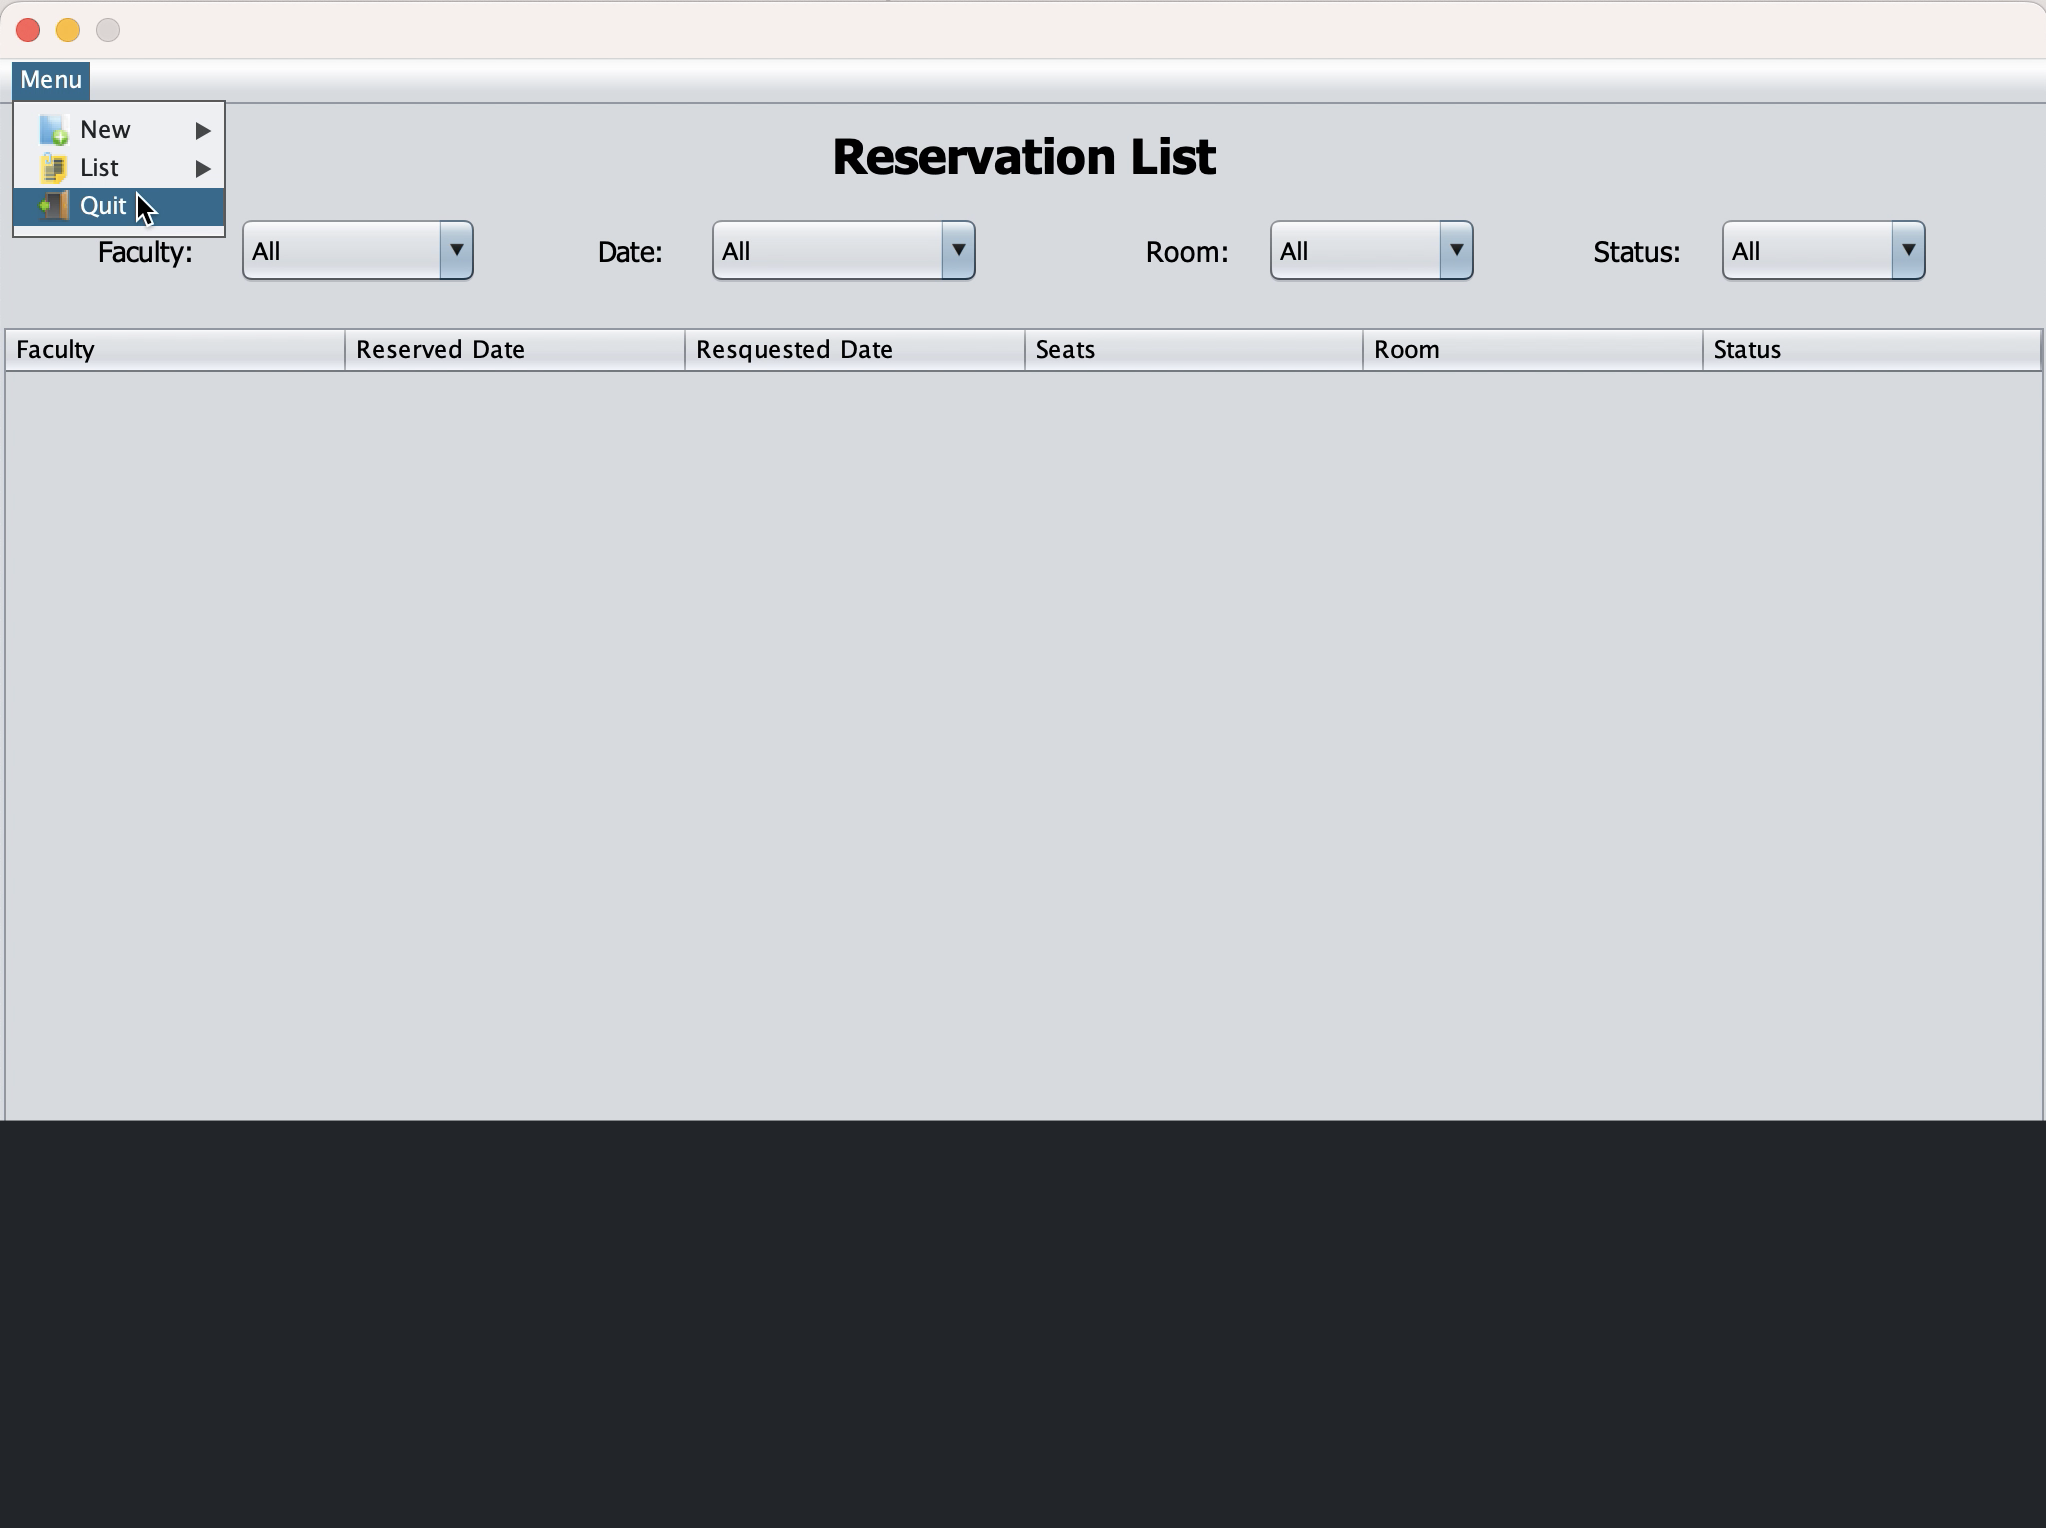 Menu
New
List
Quit
Reservation List
Faculty: All Date: All Room: All Status: All
Faculty Reserved Date Resquested Date Seats Room Status